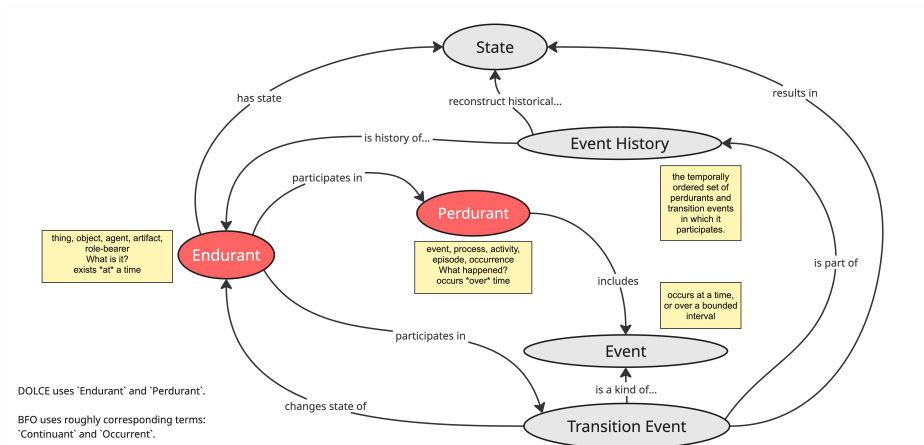 State
has state
results in
reconstruct historical...
is history of...
Event History
participates in
the temporally
ordered set of
perdurants and
transition events
in which it
participates.
Perdurant
thing, object, agent, artifact,
role-bearer
What is it?
exists *at* a time
Endurant
event, process, activity,
episode, occurrence
What happened?
occurs *over* time
is part of
includes
occurs at a time,
or over a bounded
interval
participates in
Event
is a kind of...
DOLCE uses `Endurant` and `Perdurant`.
changes state of
BFO uses roughly corresponding terms:
`Continuant` and `Occurrent`.
Transition Event